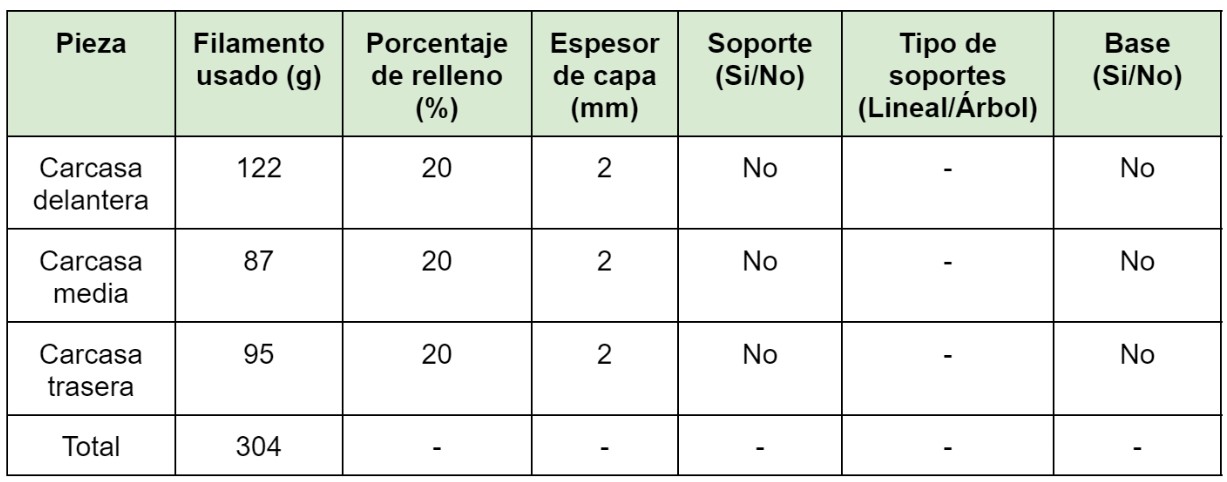 Pieza Filamento usado (g) Porcentaje de relleno (%) Espesor de capa (mm) Soporte (Si/No) Tipo de soportes (Lineal/Árbol) Base (Si/No)
Carcasa delantera 122 20 2 No - No
Carcasa media 87 20 2 No - No
Carcasa trasera 95 20 2 No - No
Total 304 - - - - -